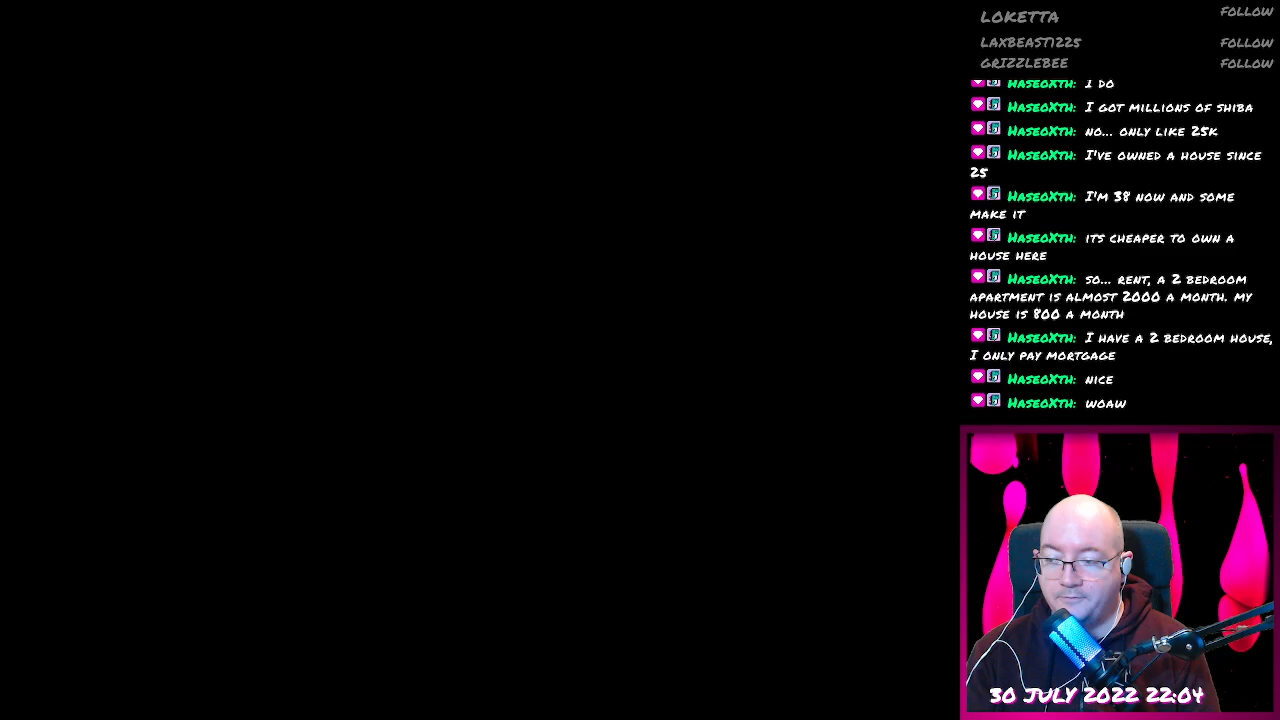 LOKETTA FOLLOW
LAXBEAST1225 FOLLOW
GRIZZLEBEE FOLLOW
HaseoXth: I do
HaseoXth: I got millions of shiba
HaseoXth: no... only like 25k
HaseoXth: I've owned a house since
25
HaseoXth: I'm 38 now and some
make it
HaseoXth: its cheaper to own a
house here
HaseoXth: so... rent, a 2 bedroom
apartment is almost 2000 a month. my
house is 800 a month
HaseoXth: I have a 2 bedroom house,
I only pay mortgage
HaseoXth: nice
HaseoXth: woaw
30 JULY 2022 22:04